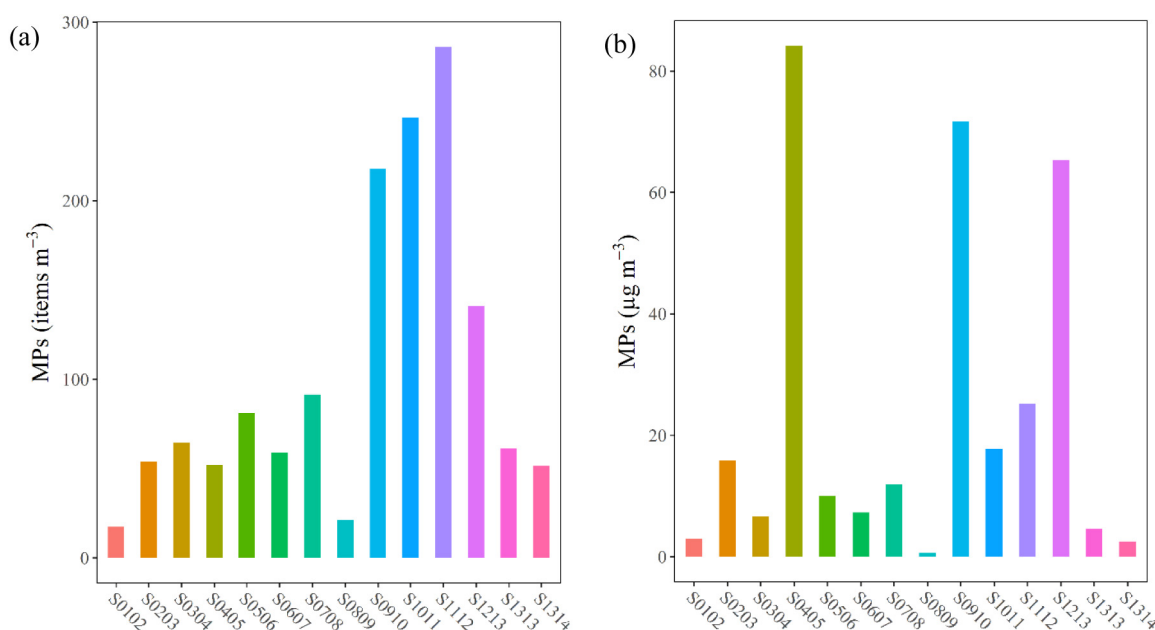 (a)
300
200
100
0
MPs (items m⁻³)
S0102
S0203
S0304
S0405
S0506
S0607
S0708
S0809
S0910
S1011
S1112
S1213
S1313
S1314
(b)
80
60
40
20
0
MPs (µg m⁻³)
S0102
S0203
S0304
S0405
S0506
S0607
S0708
S0809
S0910
S1011
S1112
S1213
S1313
S1314